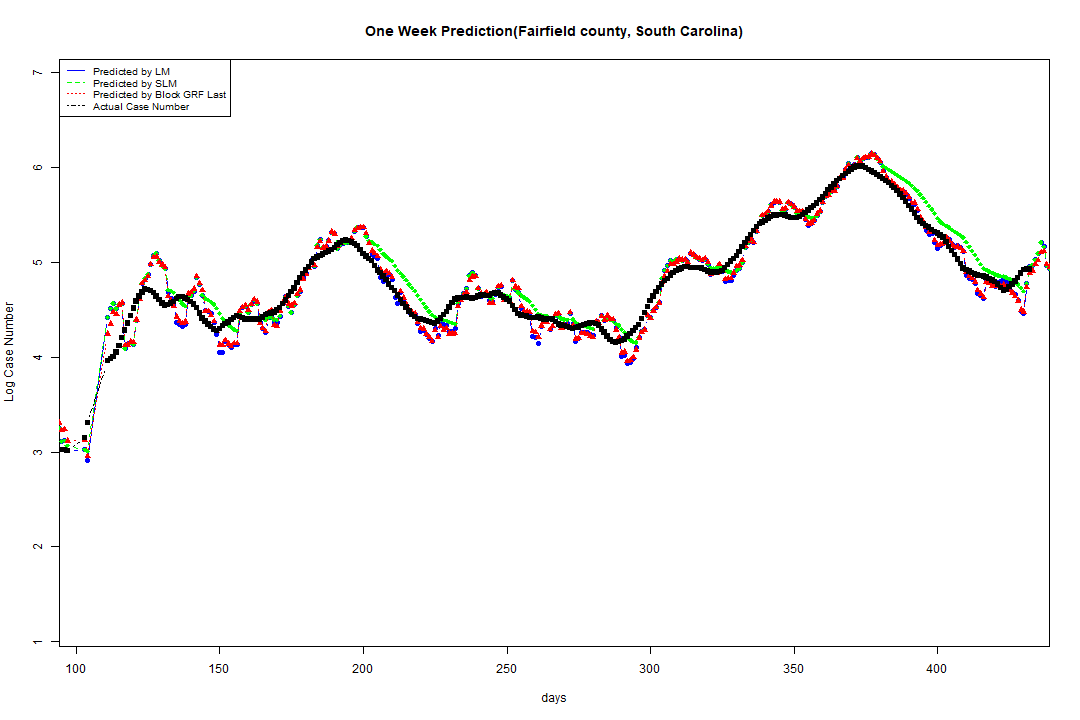 One Week Prediction(Fairfield county, South Carolina)
Predicted by LM
Predicted by SLM
Predicted by Block GRF Last
Actual Case Number
7
6
5
4
3
2
1
Log Case Number
100 150 200 250 300 350 400
days